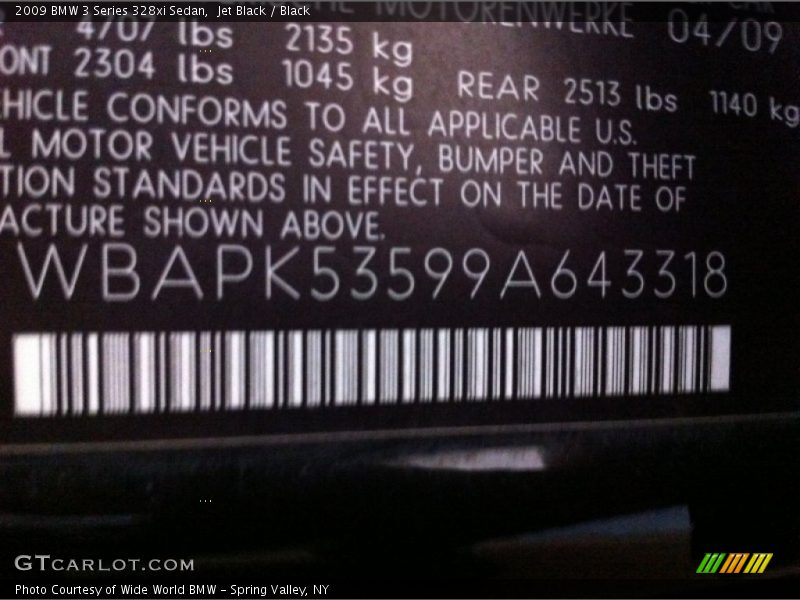 2009 BMW 3 Series 328xi Sedan, Jet Black / Black
MOTORENWERKE 04/09
4707 lbs 2135 kg
ONT 2304 lbs 1045 kg REAR 2513 lbs 1140 kg
EHICLE CONFORMS TO ALL APPLICABLE U.S.
L MOTOR VEHICLE SAFETY, BUMPER AND THEFT
TION STANDARDS IN EFFECT ON THE DATE OF
ACTURE SHOWN ABOVE.
WBAPK53599A643318
GTCARLOT.COM
Photo Courtesy of Wide World BMW - Spring Valley, NY